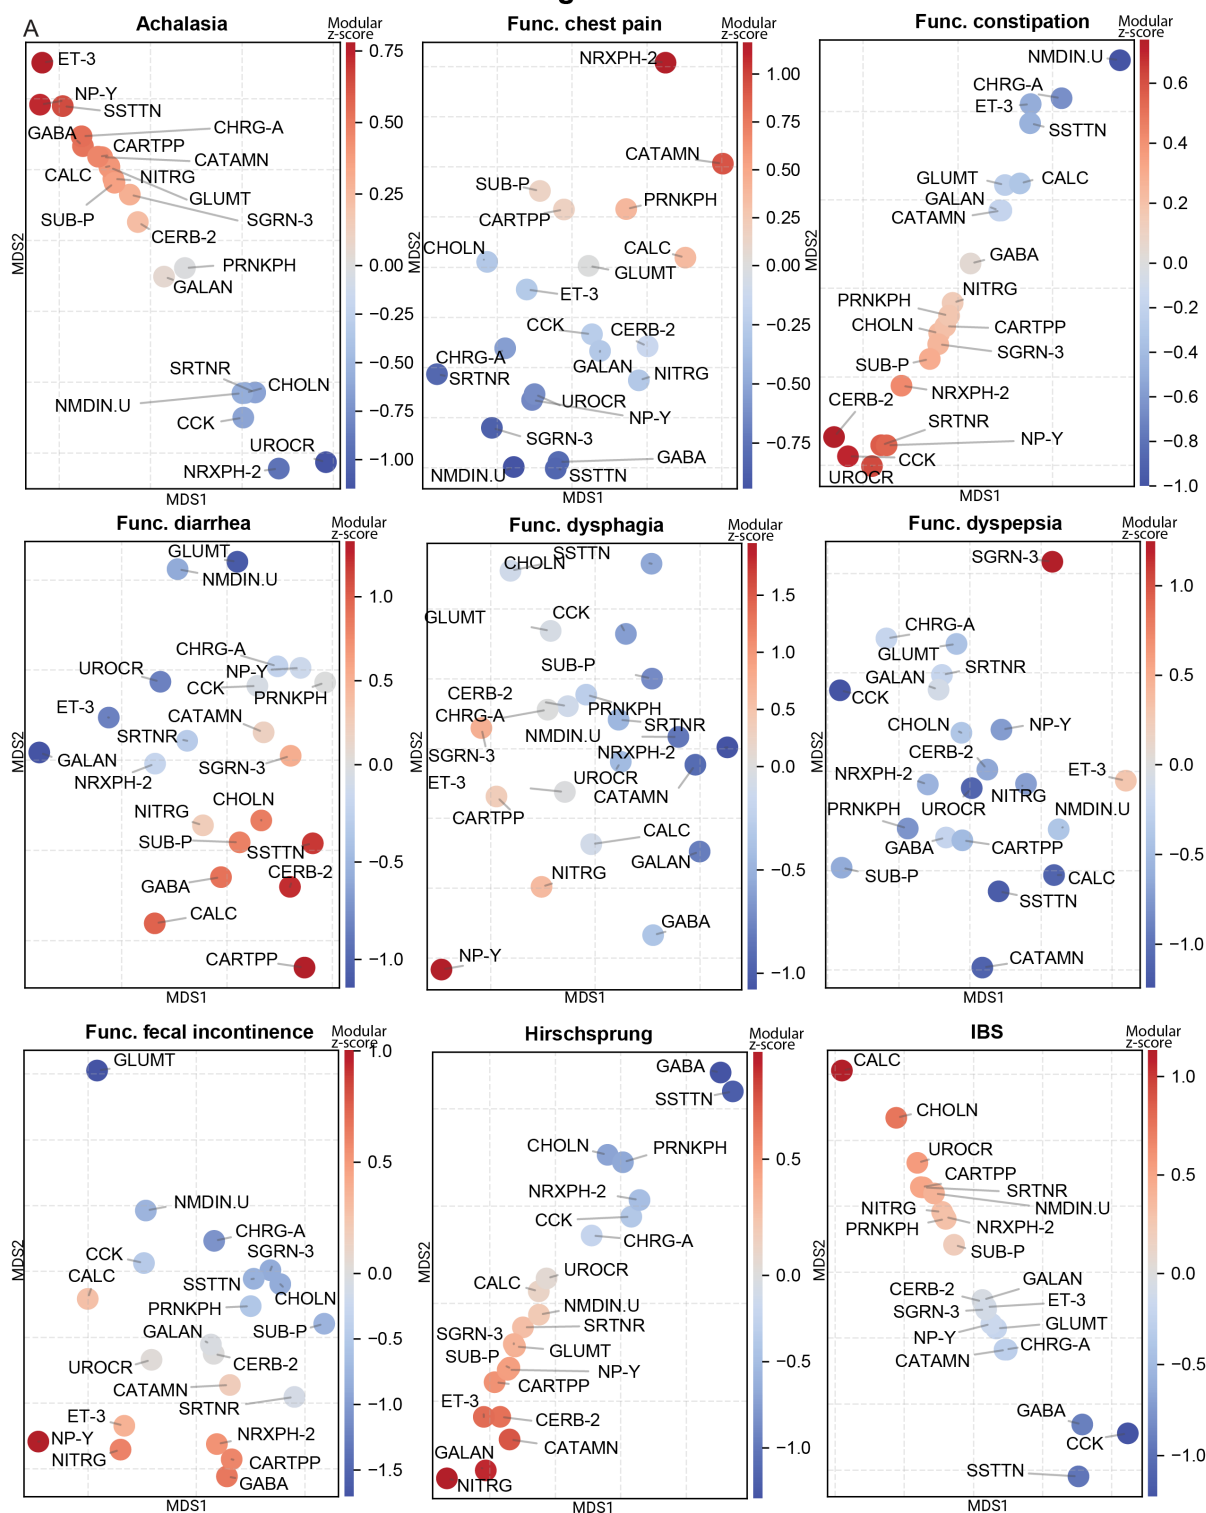 A
Achalasia
Modular
z-score
ET-3
NP-Y
SSTTN
GABA
CHRG-A
CARTPP
CATAMN
CALC
NITRG
GLUMT
SUB-P
SGRN-3
CERB-2
PRNKPH
GALAN
SRTNR
CHOLN
NMDIN.U
CCK
UROCR
NRXPH-2
MDS2
MDS1
0.75
0.50
0.25
0.00
−0.25
−0.50
−0.75
−1.00
Func. chest pain
Modular
z-score
NRXPH-2
CATAMN
SUB-P
PRNKPH
CARTPP
CHOLN
CALC
GLUMT
ET-3
CCK
CERB-2
CHRG-A
GALAN
SRTNR
NITRG
UROCR
NP-Y
SGRN-3
GABA
NMDIN.U
SSTTN
MDS2
MDS1
1.00
0.75
0.50
0.25
0.00
−0.25
−0.50
−0.75
Func. constipation
Modular
z-score
NMDIN.U
CHRG-A
ET-3
SSTTN
GLUMT
CALC
GALAN
CATAMN
GABA
NITRG
PRNKPH
CHOLN
CARTPP
SGRN-3
SUB-P
NRXPH-2
CERB-2
SRTNR
NP-Y
CCK
UROCR
MDS2
MDS1
0.6
0.4
0.2
0.0
−0.2
−0.4
−0.6
−0.8
−1.0
Func. diarrhea
Modular
z-score
GLUMT
NMDIN.U
CHRG-A
UROCR
NP-Y
CCK
PRNKPH
ET-3
CATAMN
SRTNR
GALAN
SGRN-3
NRXPH-2
CHOLN
NITRG
SUB-P
SSTTN
CERB-2
GABA
CALC
CARTPP
MDS2
MDS1
1.0
0.5
0.0
−0.5
−1.0
Func. dysphagia
Modular
z-score
SSTTN
CHOLN
GLUMT
CCK
SUB-P
CERB-2
CHRG-A
PRNKPH
SRTNR
NMDIN.U
SGRN-3
NRXPH-2
ET-3
UROCR
CATAMN
CARTPP
CALC
GALAN
NITRG
GABA
NP-Y
MDS2
MDS1
1.5
1.0
0.5
0.0
−0.5
−1.0
Func. dyspepsia
Modular
z-score
SGRN-3
CHRG-A
GLUMT
SRTNR
GALAN
CCK
CHOLN
NP-Y
CERB-2
NRXPH-2
ET-3
NITRG
PRNKPH
UROCR
NMDIN.U
GABA
CARTPP
SUB-P
CALC
SSTTN
CATAMN
MDS2
MDS1
1.0
0.5
0.0
−0.5
−1.0
Func. fecal incontinence
Modular
z-score
GLUMT
NMDIN.U
CHRG-A
CCK
SGRN-3
CALC
SSTTN
CHOLN
PRNKPH
SUB-P
GALAN
UROCR
CERB-2
CATAMN
SRTNR
ET-3
NP-Y
NRXPH-2
NITRG
CARTPP
GABA
MDS2
MDS1
1.0
0.5
0.0
−0.5
−1.0
−1.5
Hirschsprung
Modular
z-score
GABA
SSTTN
CHOLN
PRNKPH
NRXPH-2
CCK
CHRG-A
UROCR
CALC
NMDIN.U
SRTNR
SGRN-3
GLUMT
SUB-P
NP-Y
CARTPP
ET-3
CERB-2
CATAMN
GALAN
NITRG
MDS2
MDS1
0.5
0.0
−0.5
−1.0
IBS
Modular
z-score
CALC
CHOLN
UROCR
CARTPP
SRTNR
NITRG
NMDIN.U
PRNKPH
NRXPH-2
SUB-P
GALAN
CERB-2
ET-3
SGRN-3
GLUMT
NP-Y
CHRG-A
CATAMN
GABA
CCK
SSTTN
MDS2
MDS1
1.0
0.5
0.0
−0.5
−1.0